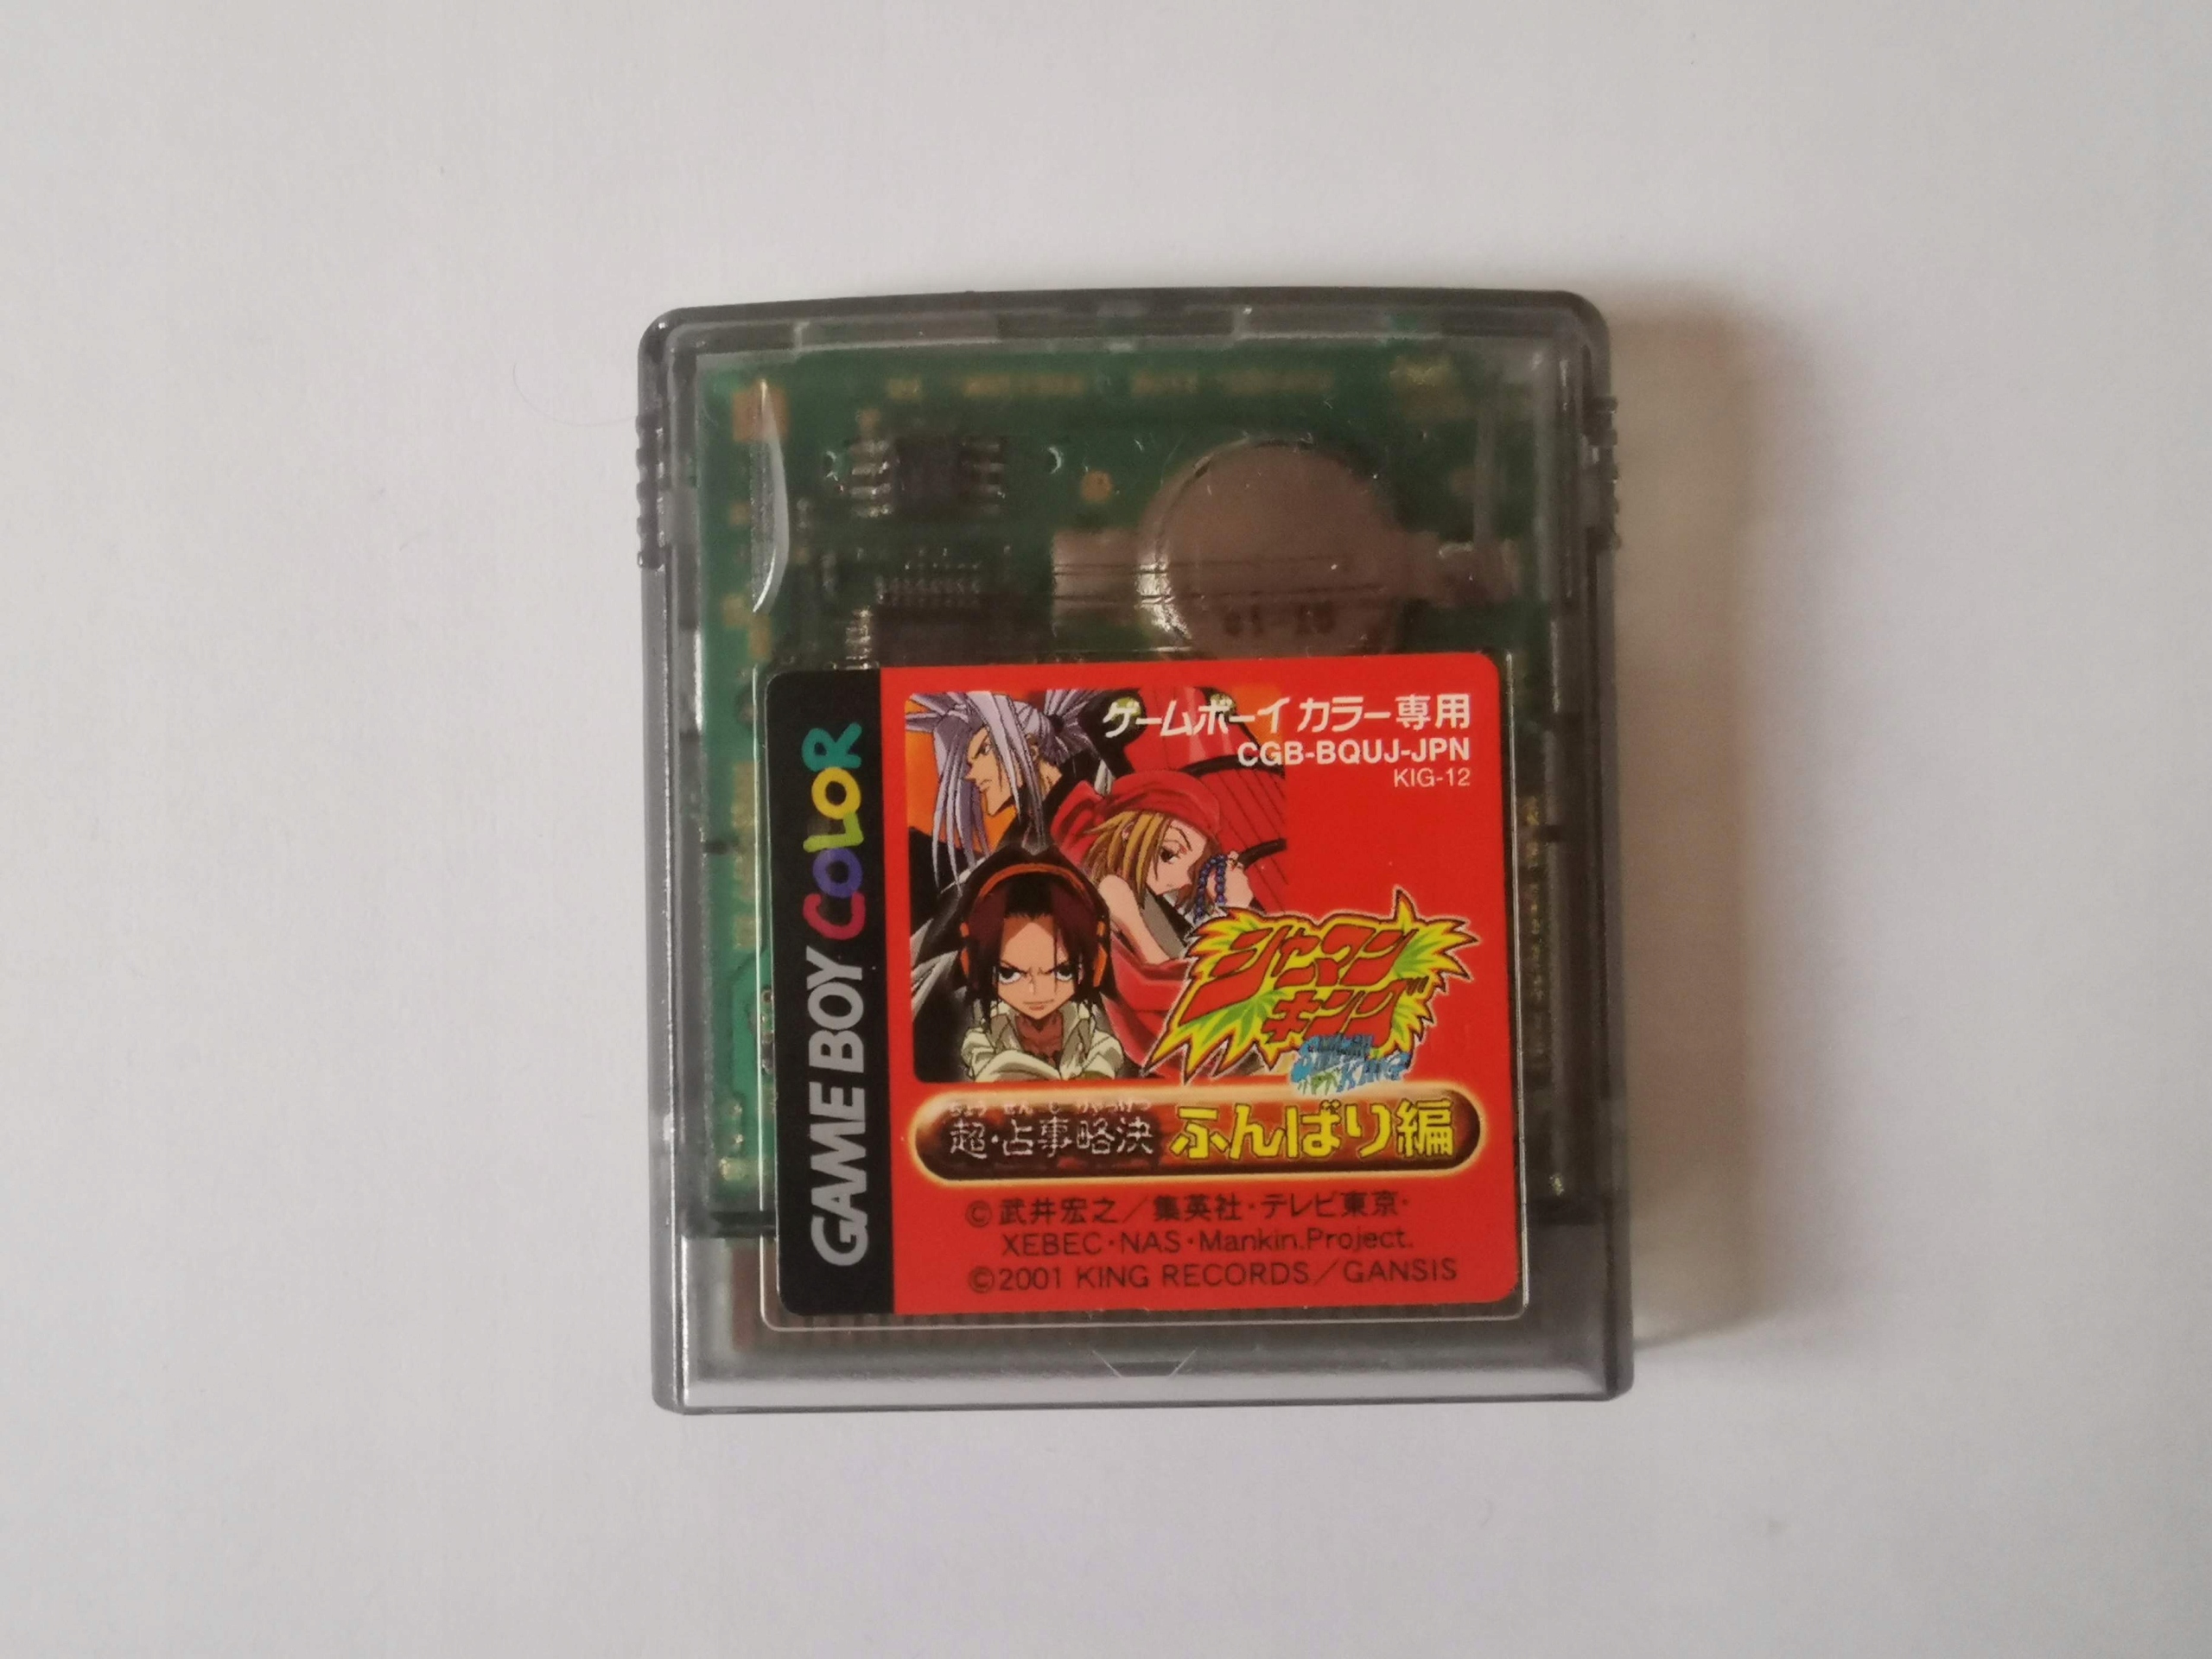 GAME BOY COLOR
ゲームボーイ カラー専用
CGB-BQUJ-JPN
KIG-12
シャーマン
キング
SHAMAN
KING
超・占事略決 ふんばり編
© 武井宏之／集英社・テレビ東京・
XEBEC・NAS・Mankin.Project.
©2001 KING RECORDS／GANSIS